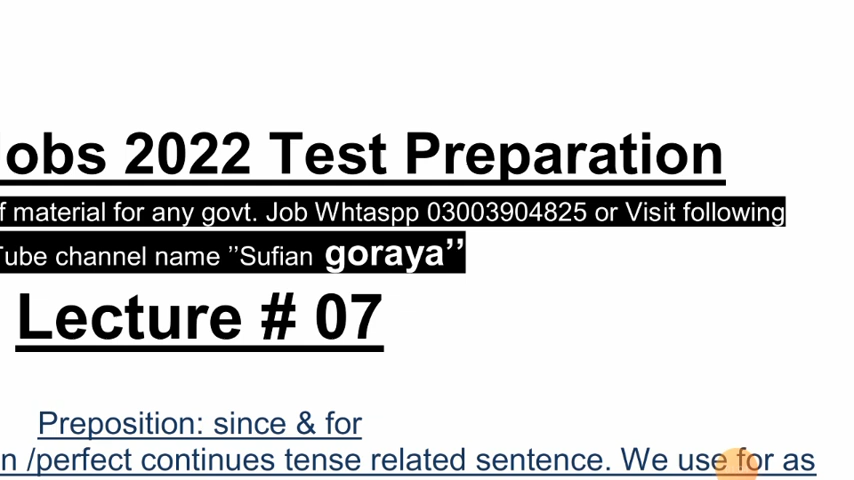 Jobs 2022 Test Preparation
f material for any govt. Job Whtaspp 03003904825 or Visit following
Tube channel name ’’Sufian goraya’’
Lecture # 07
Preposition: since & for
n /perfect continues tense related sentence. We use for as